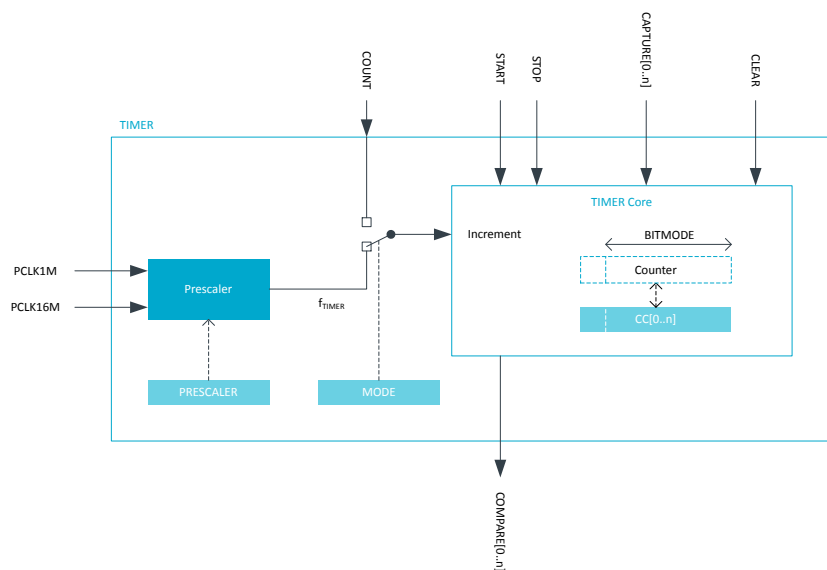 COUNT
START
STOP
CAPTURE[0..n]
CLEAR
TIMER
TIMER Core
Increment
BITMODE
Counter
CC[0..n]
PCLK1M
PCLK16M
Prescaler
fTIMER
PRESCALER
MODE
COMPARE[0..n]